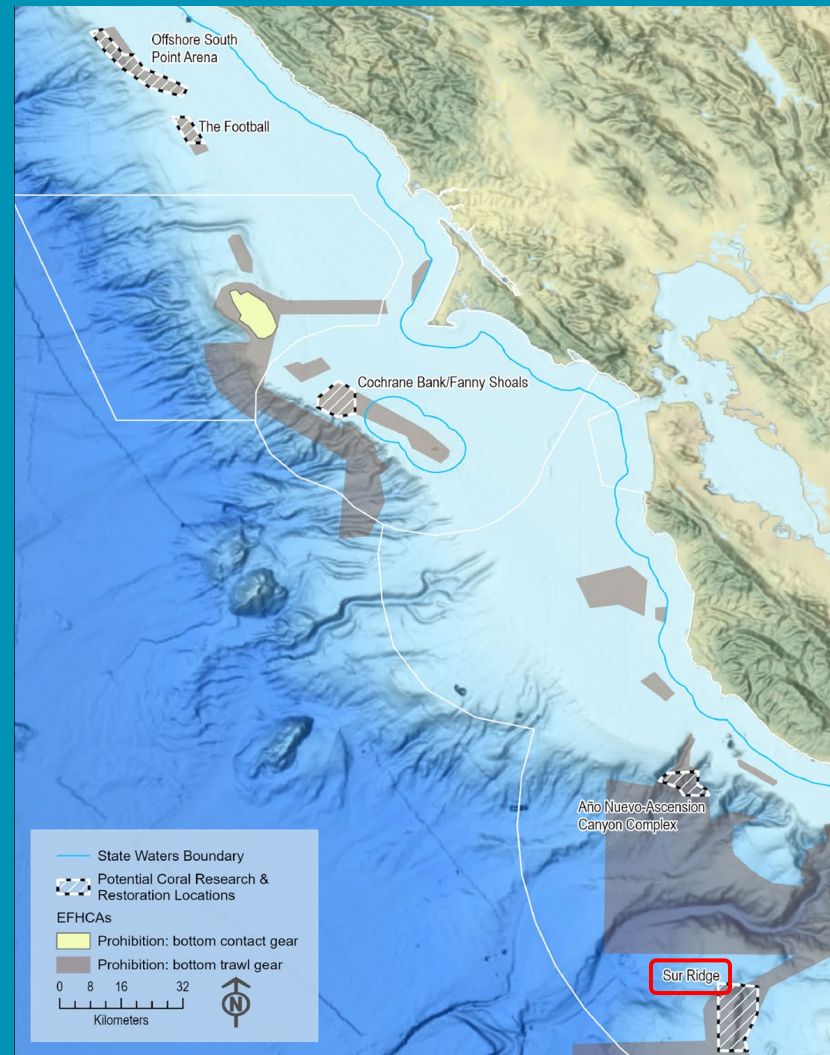 Offshore South
Point Arena
The Football
Cochrane Bank/Fanny Shoals
Año Nuevo-Ascension
Canyon Complex
Sur Ridge
State Waters Boundary
Potential Coral Research &
Restoration Locations
EFHCAs
Prohibition: bottom contact gear
Prohibition: bottom trawl gear
0 8 16 32
Kilometers
N